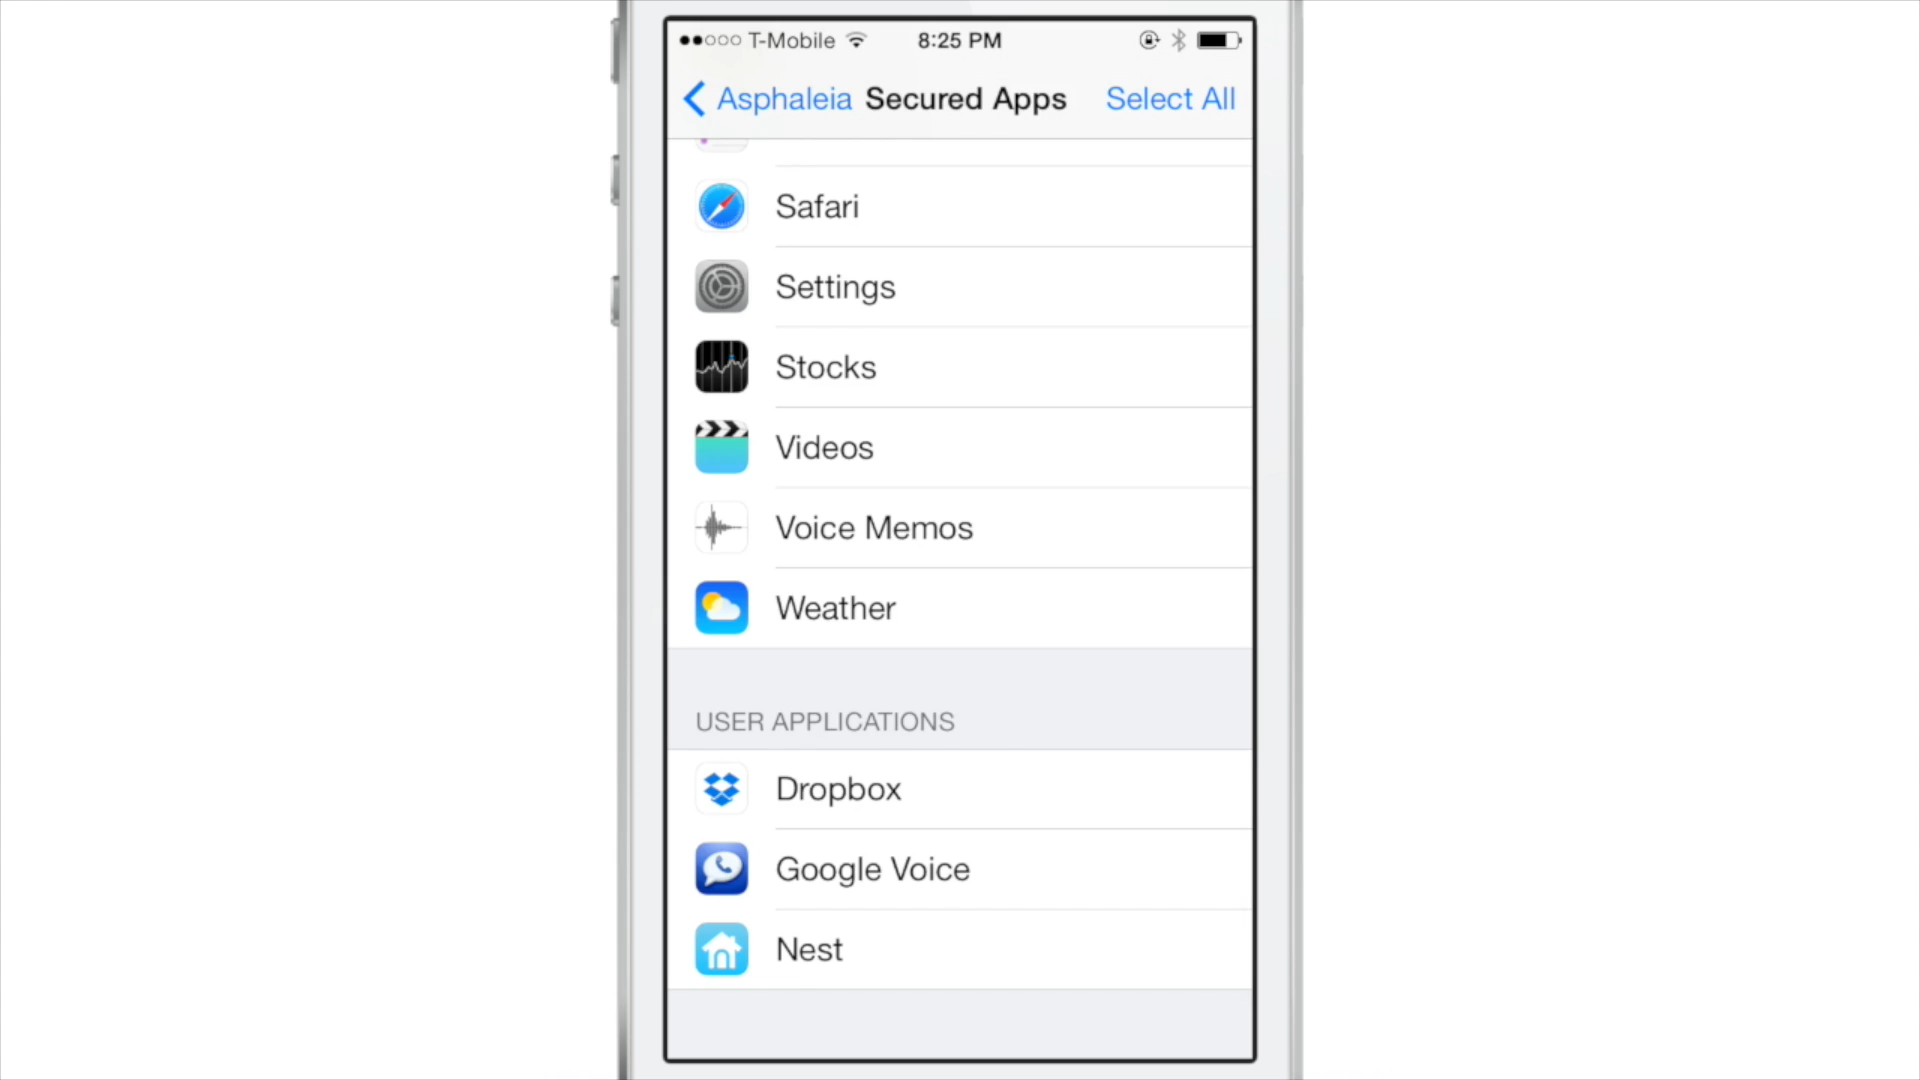 T-Mobile 8:25 PM
Asphaleia Secured Apps Select All
Safari
Settings
Stocks
Videos
Voice Memos
Weather
USER APPLICATIONS
Dropbox
Google Voice
Nest